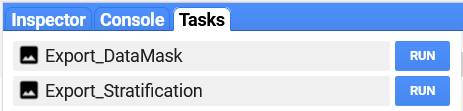 Inspector Console Tasks
Export_DataMask RUN
Export_Stratification RUN